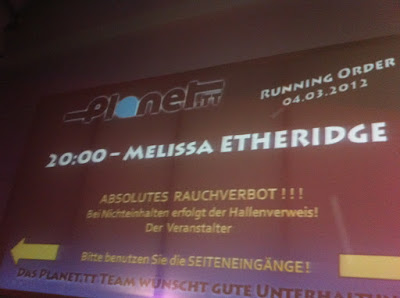 Planet.TT
Running Order
04.03.2012
20:00 – Melissa ETHERIDGE
ABSOLUTES RAUCHVERBOT ! ! !
Bei Nichteinhalten erfolgt der Hallenverweis!
Der Veranstalter
Bitte benutzen Sie die SEITENEINGÄNGE!
Das Planet.tt Team wünscht gute